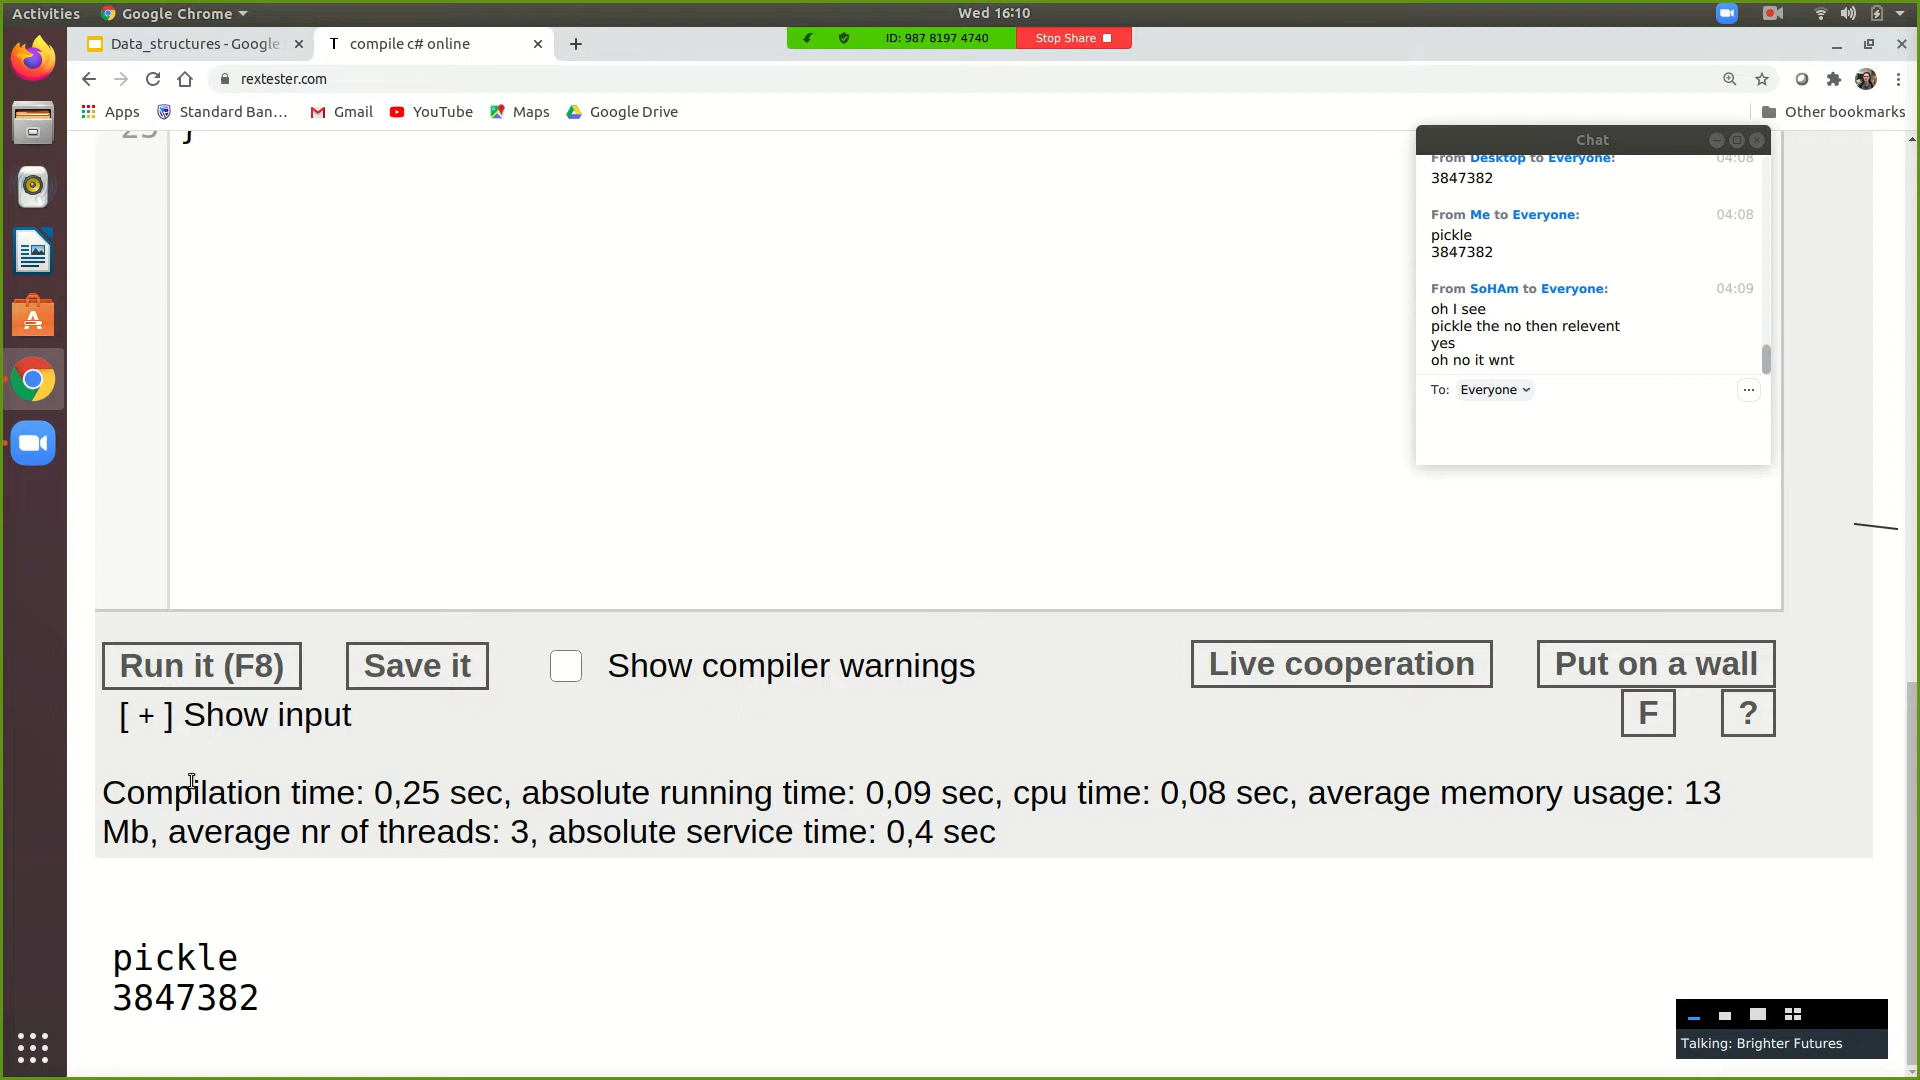 Activities
Google Chrome
Wed 16:10
Data_structures - Google
compile c# online
ID: 987 8197 4740
Stop Share
rextester.com
Apps
Standard Ban...
Gmail
YouTube
Maps
Google Drive
Other bookmarks
25
}
Chat
From Desktop to Everyone: 04:08
3847382
From Me to Everyone: 04:08
pickle
3847382
From SoHAm to Everyone: 04:09
oh I see
pickle the no then relevent
yes
oh no it wnt
To: Everyone
...
Run it (F8)
Save it
Show compiler warnings
Live cooperation
Put on a wall
[ + ] Show input
F
?
Compilation time: 0,25 sec, absolute running time: 0,09 sec, cpu time: 0,08 sec, average memory usage: 13
Mb, average nr of threads: 3, absolute service time: 0,4 sec
pickle
3847382
Talking: Brighter Futures